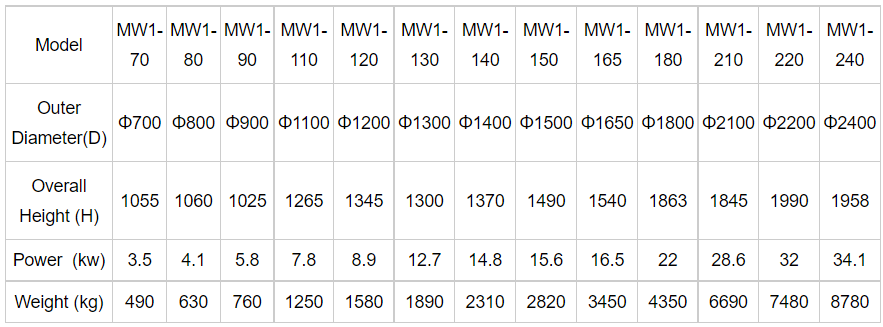 Model MW1-70 MW1-80 MW1-90 MW1-110 MW1-120 MW1-130 MW1-140 MW1-150 MW1-165 MW1-180 MW1-210 MW1-220 MW1-240
Outer Diameter(D) Φ700 Φ800 Φ900 Φ1100 Φ1200 Φ1300 Φ1400 Φ1500 Φ1650 Φ1800 Φ2100 Φ2200 Φ2400
Overall Height (H) 1055 1060 1025 1265 1345 1300 1370 1490 1540 1863 1845 1990 1958
Power (kw) 3.5 4.1 5.8 7.8 8.9 12.7 14.8 15.6 16.5 22 28.6 32 34.1
Weight (kg) 490 630 760 1250 1580 1890 2310 2820 3450 4350 6690 7480 8780